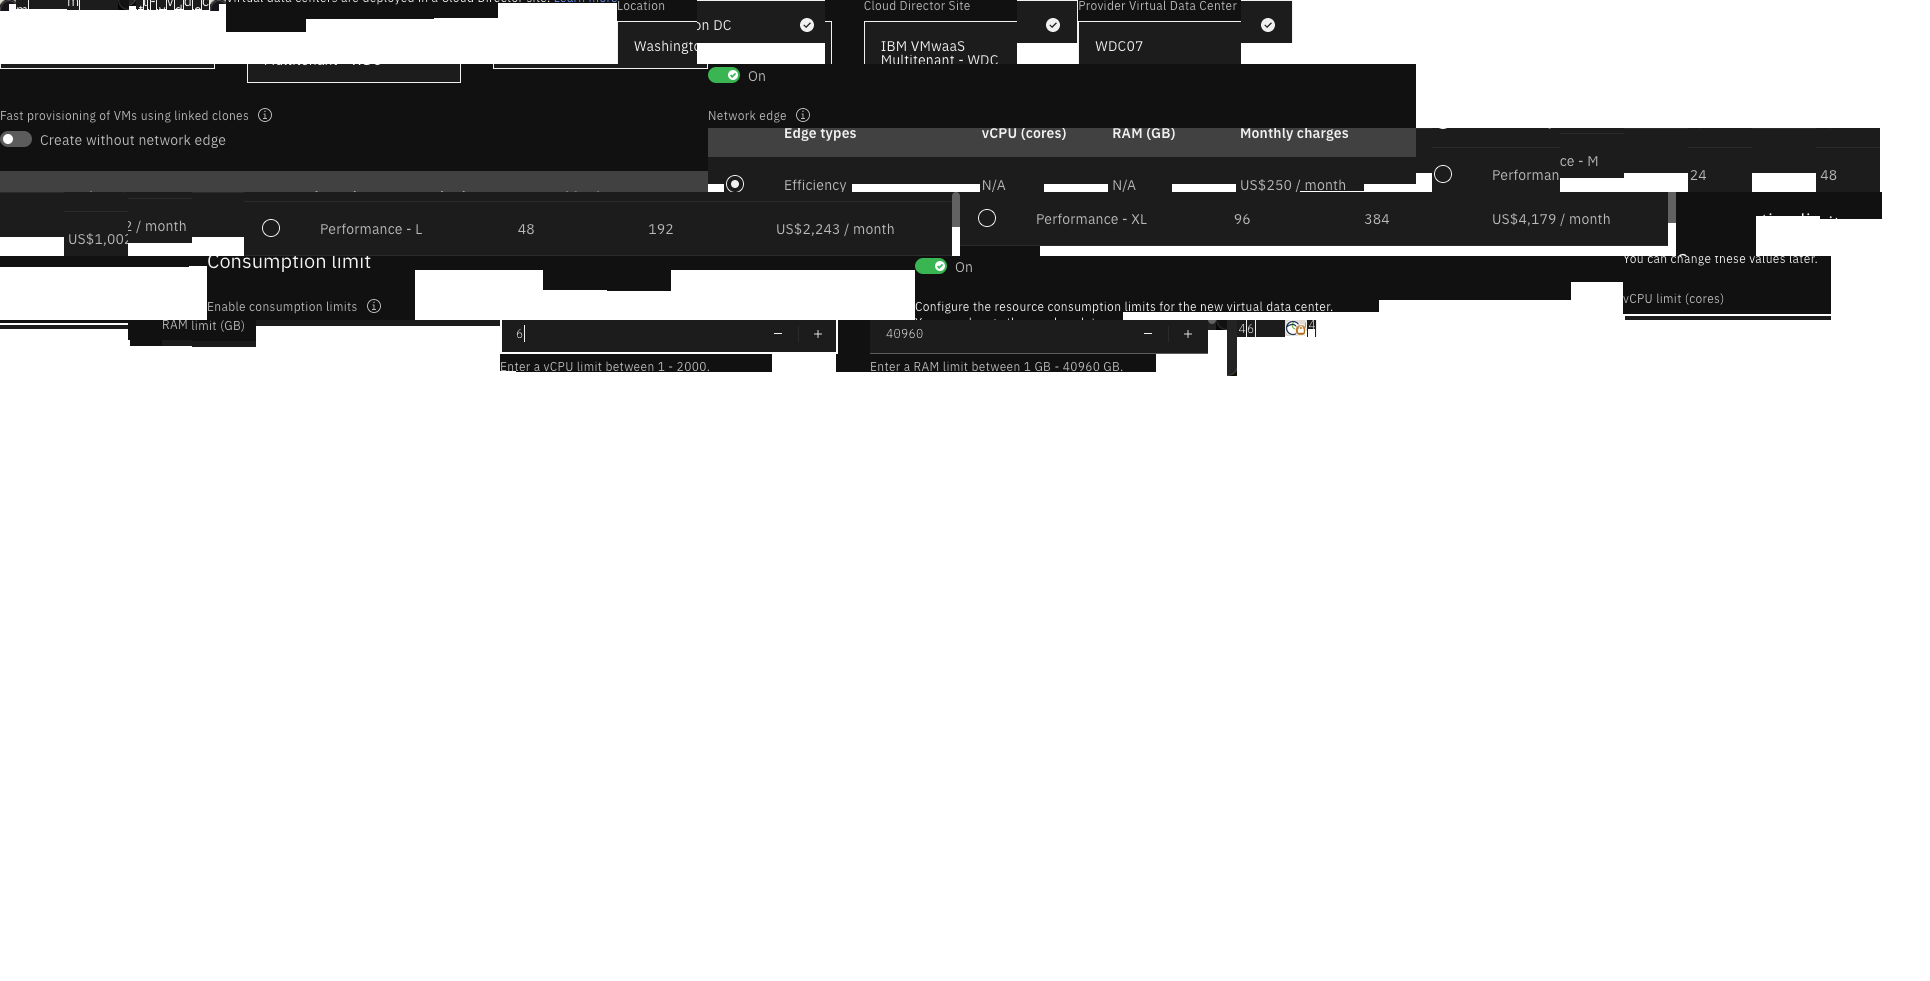 Virtual data centers are deployed in a Cloud Director site. Learn more
Location
Cloud Director Site
Provider Virtual Data Center
on DC
Washingto
IBM VMwaaS
Multitenant - WDC
WDC07
On
Fast provisioning of VMs using linked clones
Network edge
Create without network edge
Edge types vCPU (cores) RAM (GB) Monthly charges
Efficiency N/A N/A US$250 / month
ce - M
Performan
24
48
/ month
US$1,002
Performance - L 48 192 US$2,243 / month
Performance - XL 96 384 US$4,179 / month
Consumption limit
On
You can change these values later.
Enable consumption limits
Configure the resource consumption limits for the new virtual data center.
vCPU limit (cores)
RAM limit (GB)
6
40960
46
4
Enter a vCPU limit between 1 - 2000.
Enter a RAM limit between 1 GB - 40960 GB.